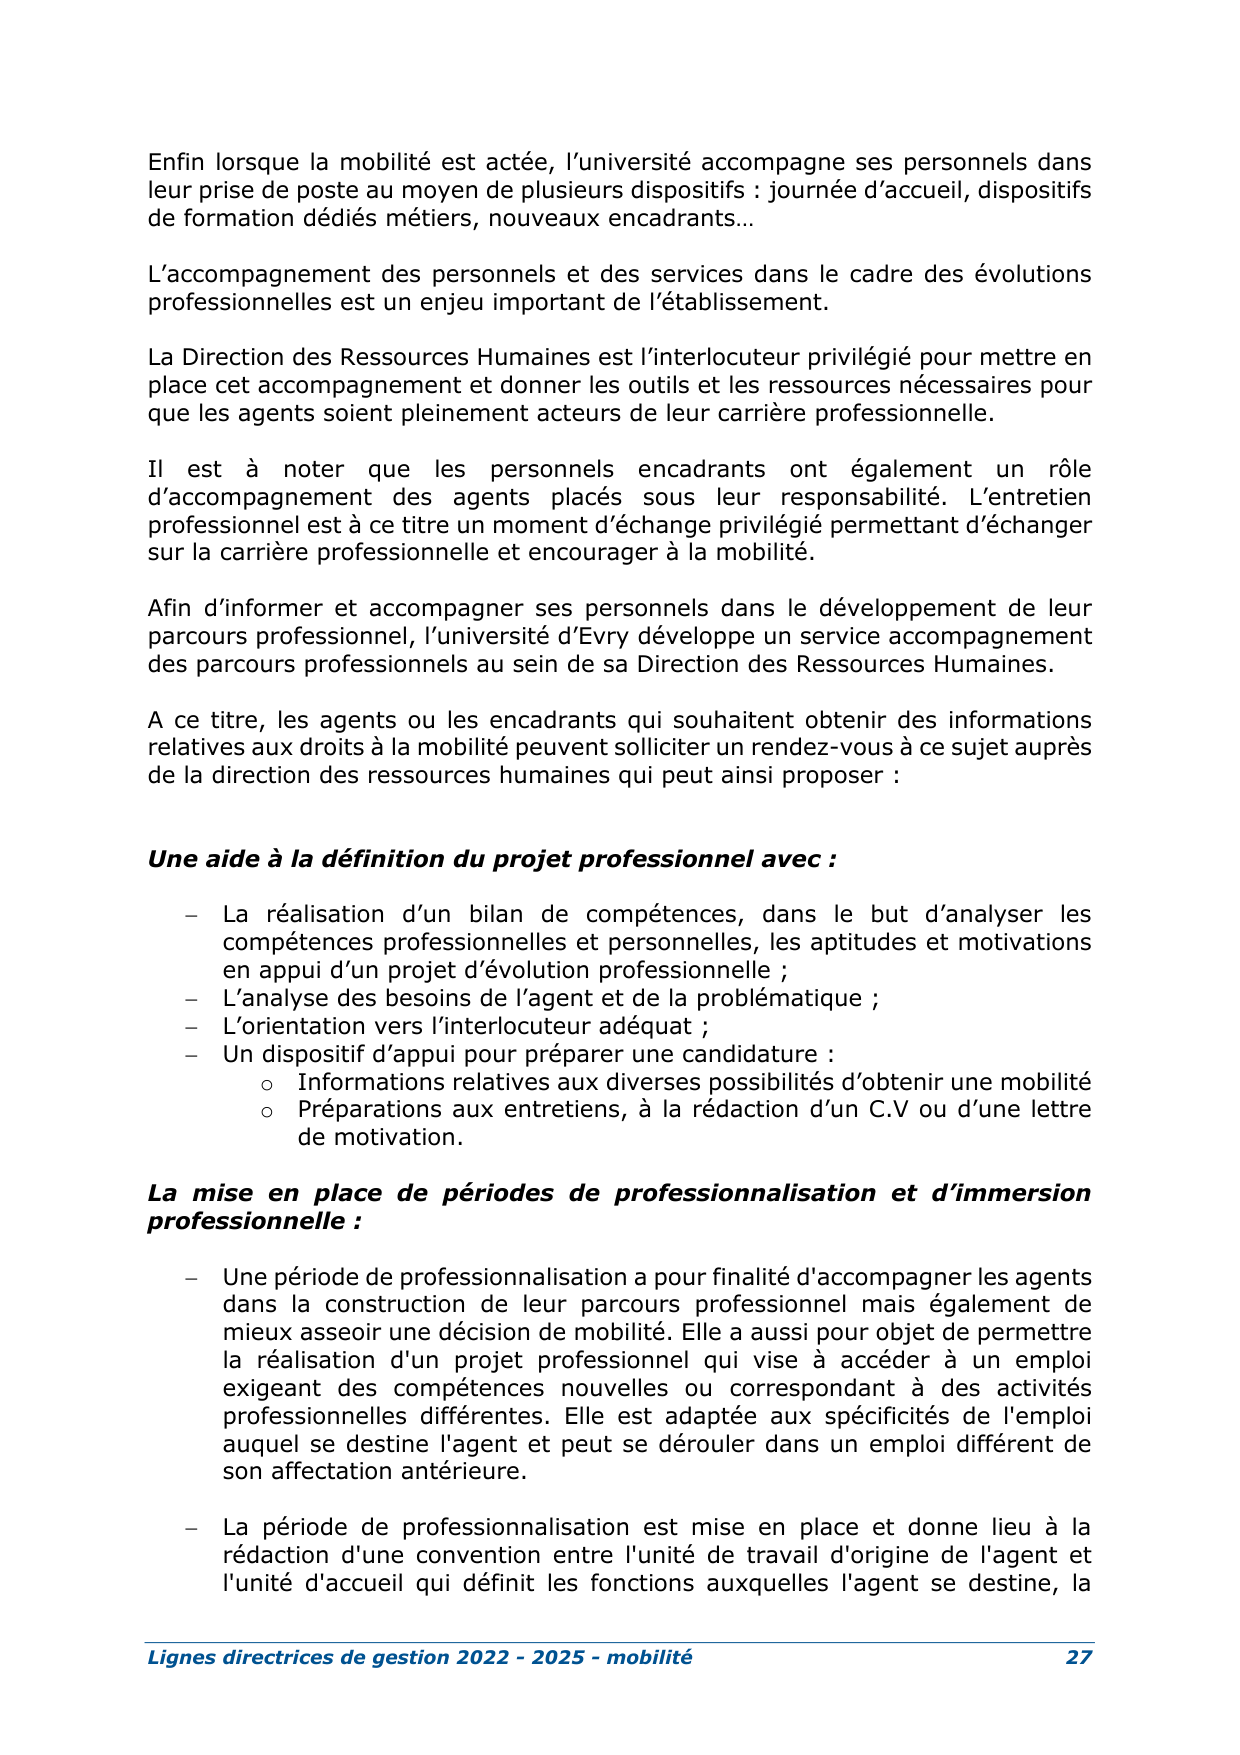 Enfin lorsque la mobilité est actée, l’université accompagne ses personnels dans
leur prise de poste au moyen de plusieurs dispositifs : journée d’accueil, dispositifs
de formation dédiés métiers, nouveaux encadrants…
L’accompagnement des personnels et des services dans le cadre des évolutions
professionnelles est un enjeu important de l’établissement.
La Direction des Ressources Humaines est l’interlocuteur privilégié pour mettre en
place cet accompagnement et donner les outils et les ressources nécessaires pour
que les agents soient pleinement acteurs de leur carrière professionnelle.
Il est à noter que les personnels encadrants ont également un rôle
d’accompagnement des agents placés sous leur responsabilité. L’entretien
professionnel est à ce titre un moment d’échange privilégié permettant d’échanger
sur la carrière professionnelle et encourager à la mobilité.
Afin d’informer et accompagner ses personnels dans le développement de leur
parcours professionnel, l’université d’Evry développe un service accompagnement
des parcours professionnels au sein de sa Direction des Ressources Humaines.
A ce titre, les agents ou les encadrants qui souhaitent obtenir des informations
relatives aux droits à la mobilité peuvent solliciter un rendez-vous à ce sujet auprès
de la direction des ressources humaines qui peut ainsi proposer :
Une aide à la définition du projet professionnel avec :
– La réalisation d’un bilan de compétences, dans le but d’analyser les
compétences professionnelles et personnelles, les aptitudes et motivations
en appui d’un projet d’évolution professionnelle ;
– L’analyse des besoins de l’agent et de la problématique ;
– L’orientation vers l’interlocuteur adéquat ;
– Un dispositif d’appui pour préparer une candidature :
o Informations relatives aux diverses possibilités d’obtenir une mobilité
o Préparations aux entretiens, à la rédaction d’un C.V ou d’une lettre
de motivation.
La mise en place de périodes de professionnalisation et d’immersion
professionnelle :
– Une période de professionnalisation a pour finalité d'accompagner les agents
dans la construction de leur parcours professionnel mais également de
mieux asseoir une décision de mobilité. Elle a aussi pour objet de permettre
la réalisation d'un projet professionnel qui vise à accéder à un emploi
exigeant des compétences nouvelles ou correspondant à des activités
professionnelles différentes. Elle est adaptée aux spécificités de l'emploi
auquel se destine l'agent et peut se dérouler dans un emploi différent de
son affectation antérieure.
– La période de professionnalisation est mise en place et donne lieu à la
rédaction d'une convention entre l'unité de travail d'origine de l'agent et
l'unité d'accueil qui définit les fonctions auxquelles l'agent se destine, la
Lignes directrices de gestion 2022 - 2025 - mobilité 27